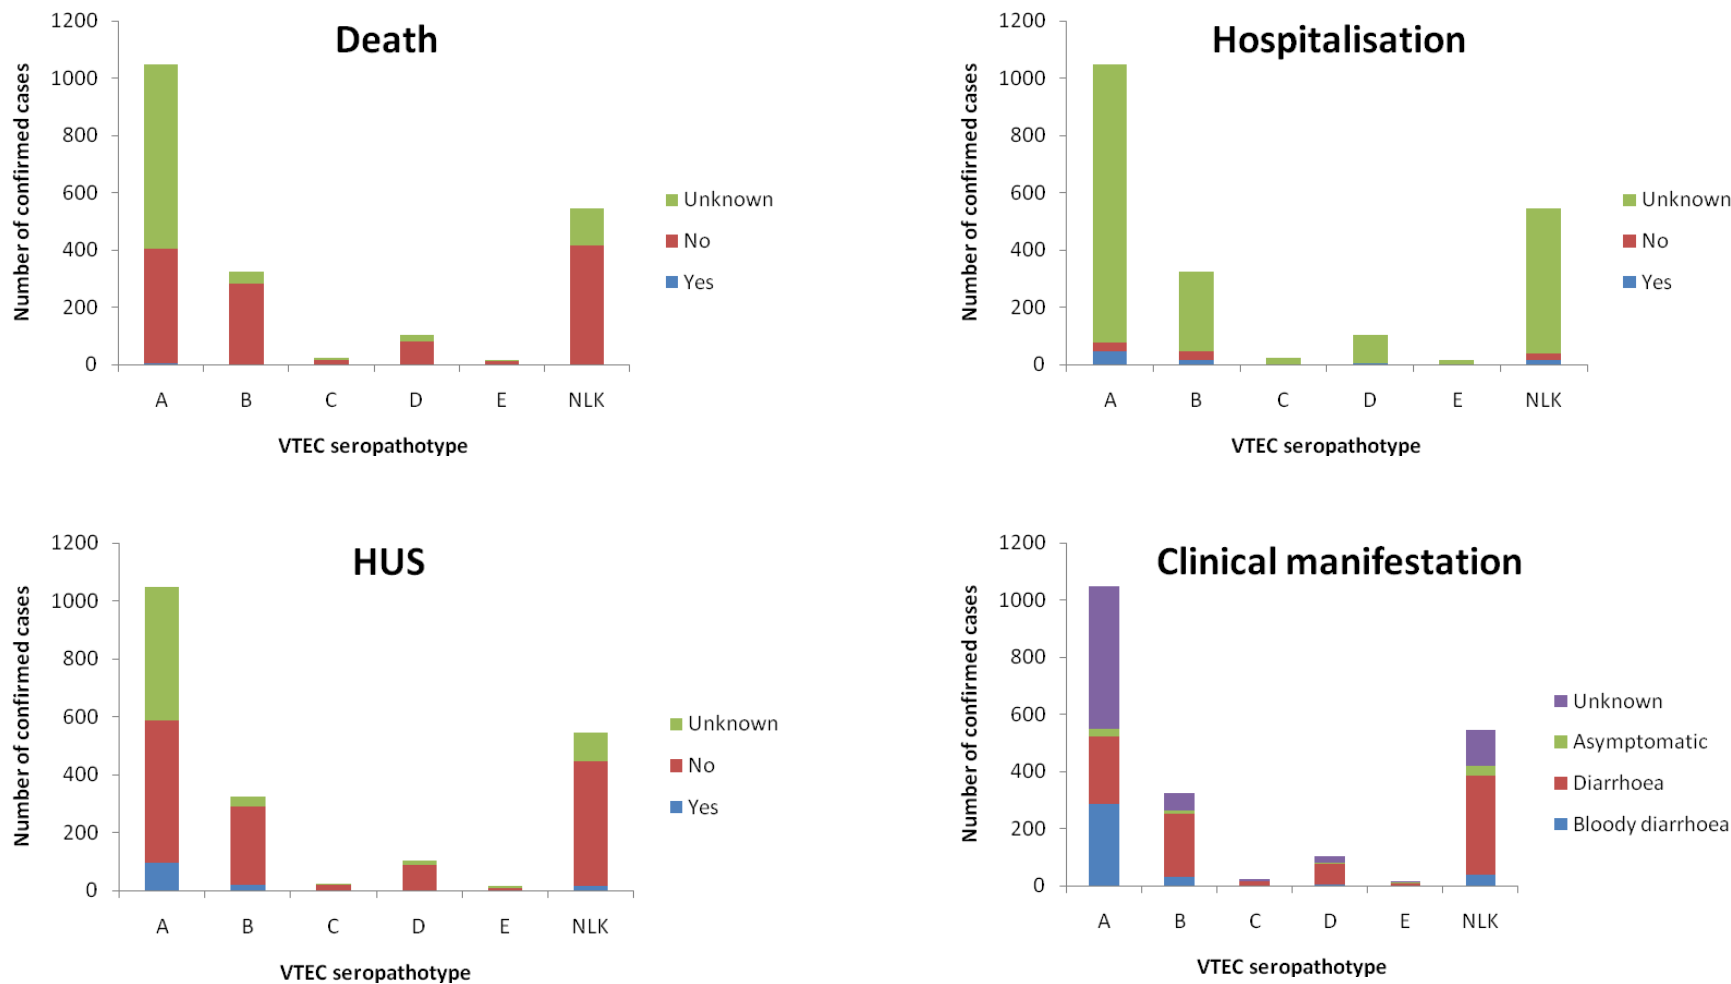 Death
Number of confirmed cases
1200
1000
800
600
400
200
0
A B C D E NLK
VTEC seropathotype
Unknown
No
Yes
Hospitalisation
Number of confirmed cases
1200
1000
800
600
400
200
0
A B C D E NLK
VTEC seropathotype
Unknown
No
Yes
HUS
Number of confirmed cases
1200
1000
800
600
400
200
0
A B C D E NLK
VTEC seropathotype
Unknown
No
Yes
Clinical manifestation
Number of confirmed cases
1200
1000
800
600
400
200
0
A B C D E NLK
VTEC seropathotype
Unknown
Asymptomatic
Diarrhoea
Bloody diarrhoea